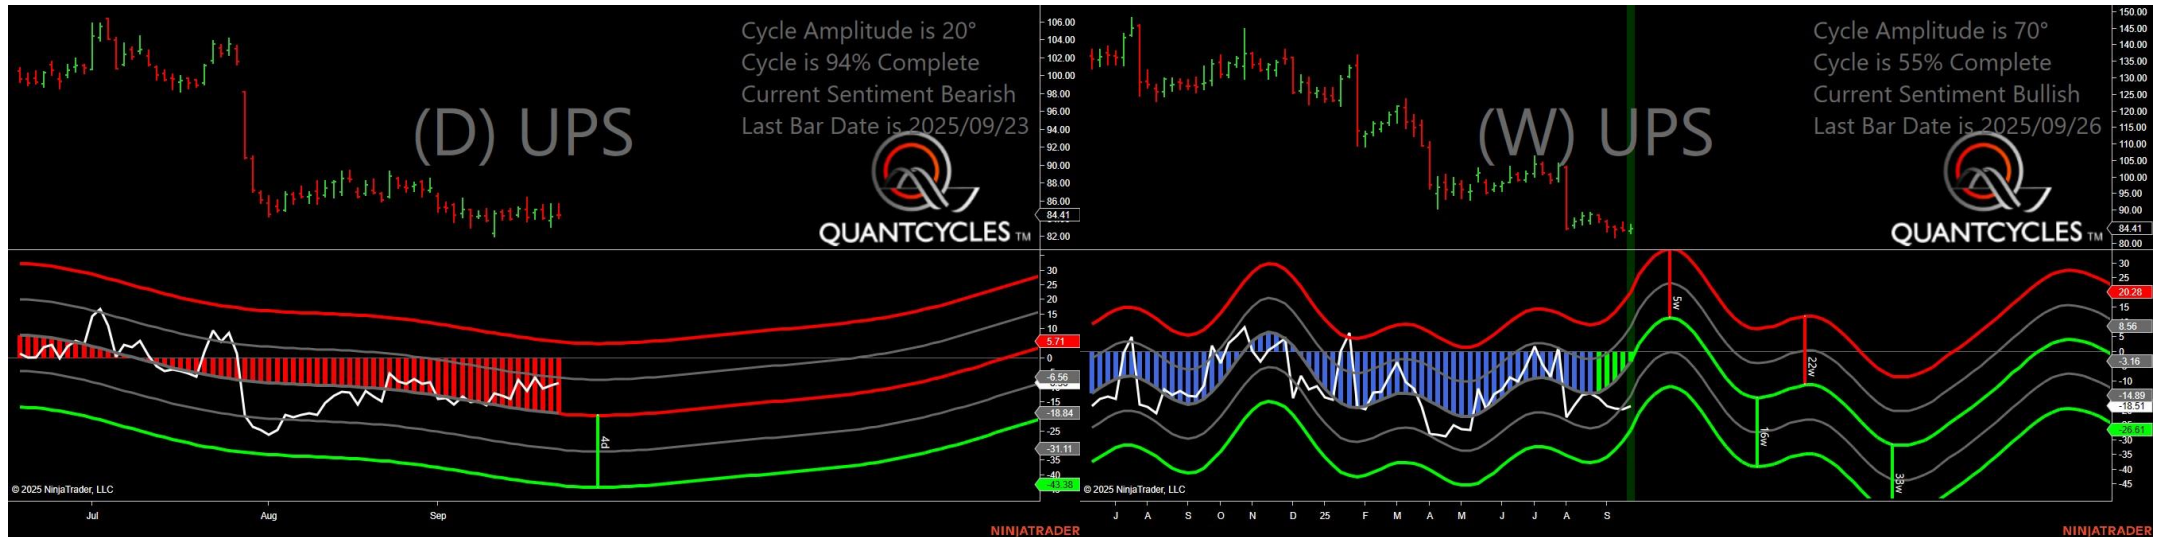 Cycle Amplitude is 20°
Cycle is 94% Complete
Current Sentiment Bearish
Last Bar Date is 2025/09/23
(D) UPS
QUANTCYCLES TM
106.00
104.00
102.00
100.00
98.00
96.00
94.00
92.00
90.00
88.00
86.00
84.41
82.00
30
25
20
15
10
5.71
0
-6.56
-15
-18.84
-25
-31.11
-35
-40
-43.38
4d
© 2025 NinjaTrader, LLC
Jul
Aug
Sep
NINJATRADER
Cycle Amplitude is 70°
Cycle is 55% Complete
Current Sentiment Bullish
Last Bar Date is 2025/09/26
(W) UPS
QUANTCYCLES TM
150.00
145.00
140.00
135.00
130.00
125.00
120.00
115.00
110.00
105.00
100.00
95.00
90.00
84.41
80.00
30
25
20.28
15
8.56
5
0
-3.16
-10
-14.89
-18.51
-26.61
-30
-35
-40
-45
5w
16w
22w
38w
© 2025 NinjaTrader, LLC
J A S O N D 25 F M A M J J A S
NINJATRADER